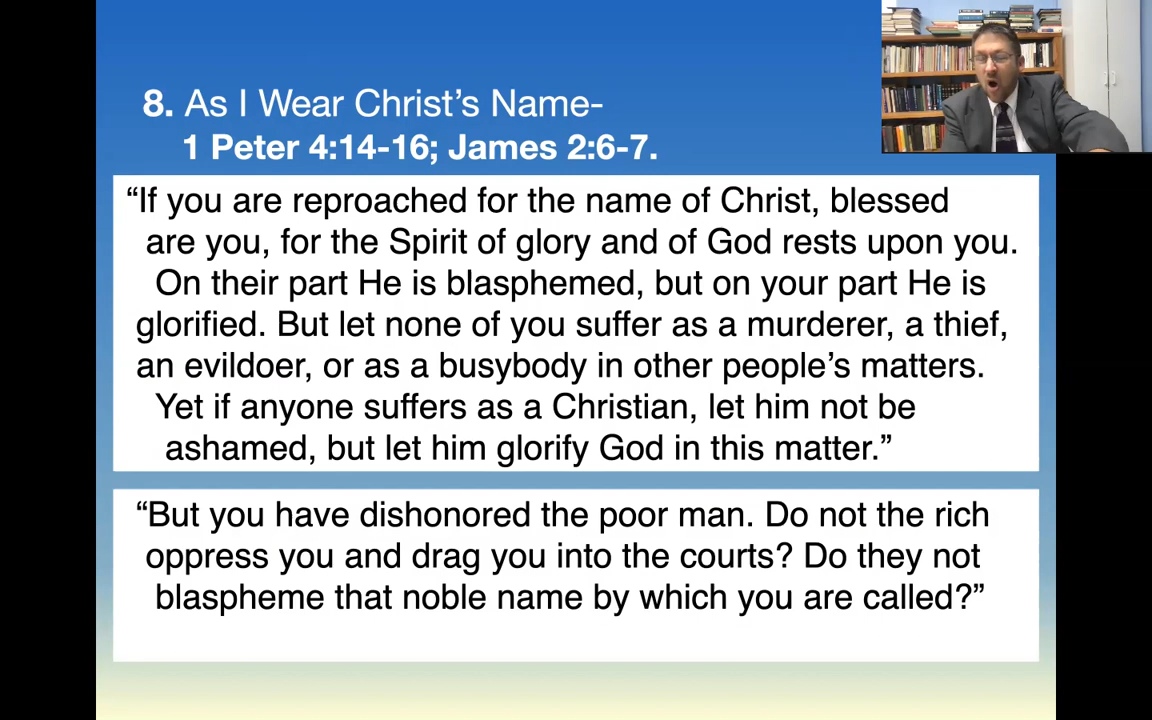 8. As I Wear Christ’s Name-
1 Peter 4:14-16; James 2:6-7.
“If you are reproached for the name of Christ, blessed
are you, for the Spirit of glory and of God rests upon you.
On their part He is blasphemed, but on your part He is
glorified. But let none of you suffer as a murderer, a thief,
an evildoer, or as a busybody in other people’s matters.
Yet if anyone suffers as a Christian, let him not be
ashamed, but let him glorify God in this matter.”
“But you have dishonored the poor man. Do not the rich
oppress you and drag you into the courts? Do they not
blaspheme that noble name by which you are called?”